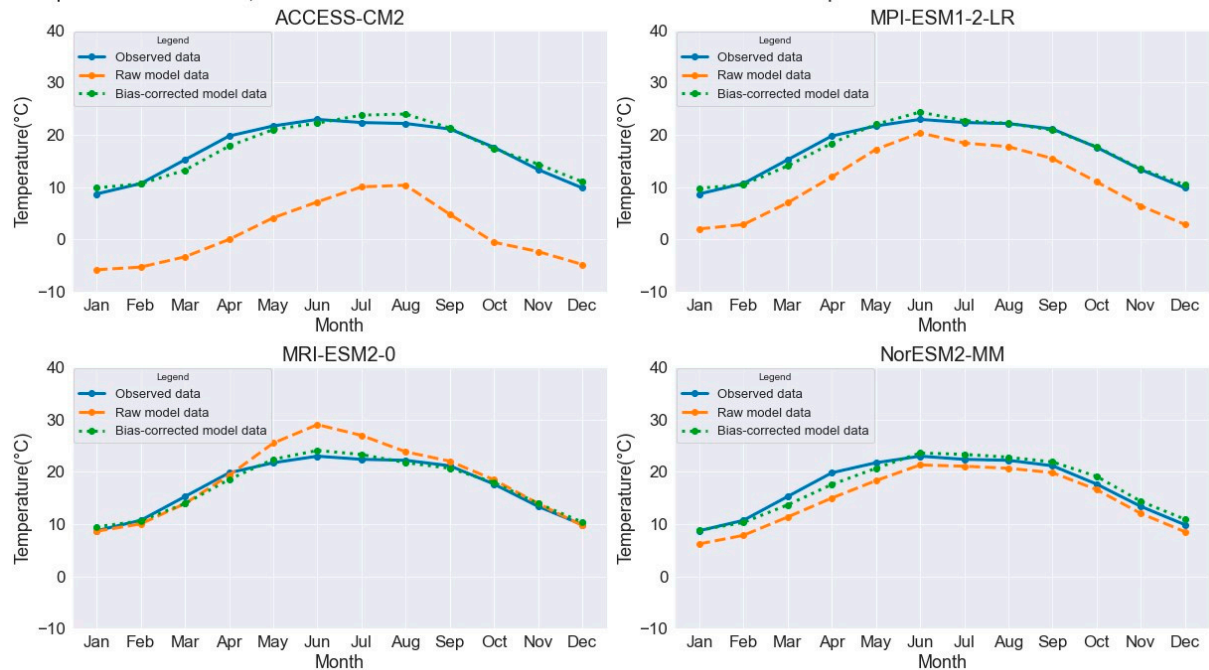 ACCESS-CM2
40
30
20
10
0
−10
Temperature(°C)
Legend
Observed data
Raw model data
Bias-corrected model data
Jan Feb Mar Apr May Jun Jul Aug Sep Oct Nov Dec
Month
MPI-ESM1-2-LR
40
30
20
10
0
−10
Temperature(°C)
Legend
Observed data
Raw model data
Bias-corrected model data
Jan Feb Mar Apr May Jun Jul Aug Sep Oct Nov Dec
Month
MRI-ESM2-0
40
30
20
10
0
−10
Temperature(°C)
Legend
Observed data
Raw model data
Bias-corrected model data
Jan Feb Mar Apr May Jun Jul Aug Sep Oct Nov Dec
Month
NorESM2-MM
40
30
20
10
0
−10
Temperature(°C)
Legend
Observed data
Raw model data
Bias-corrected model data
Jan Feb Mar Apr May Jun Jul Aug Sep Oct Nov Dec
Month